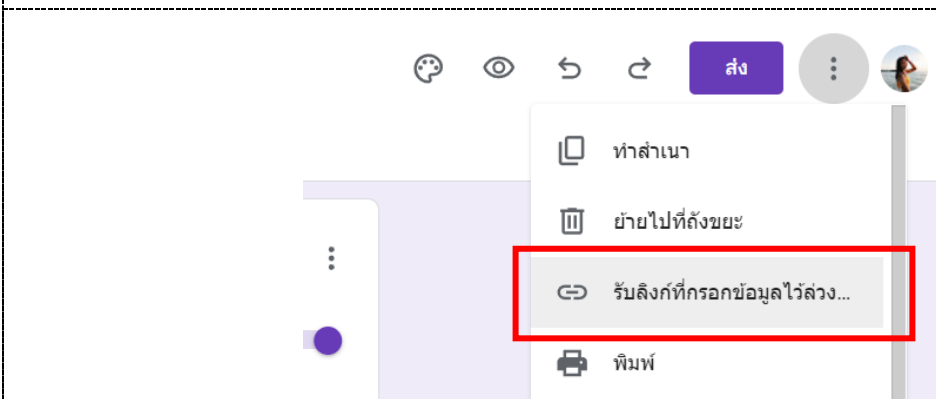 ส่ง
ทำสำเนา
ย้ายไปที่ถังขยะ
รับลิงก์ที่กรอกข้อมูลไว้ล่วง...
พิมพ์